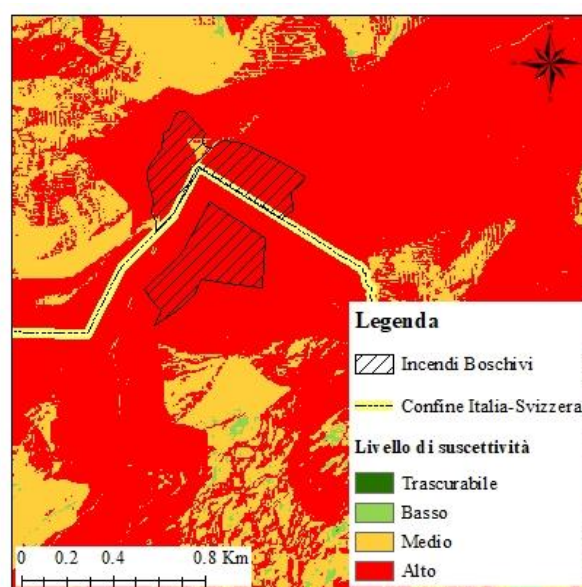 Legenda
Incendi Boschivi
Confine Italia-Svizzera
Livello di suscettività
Trascurabile
Basso
Medio
Alto
0 0.2 0.4 0.8 Km